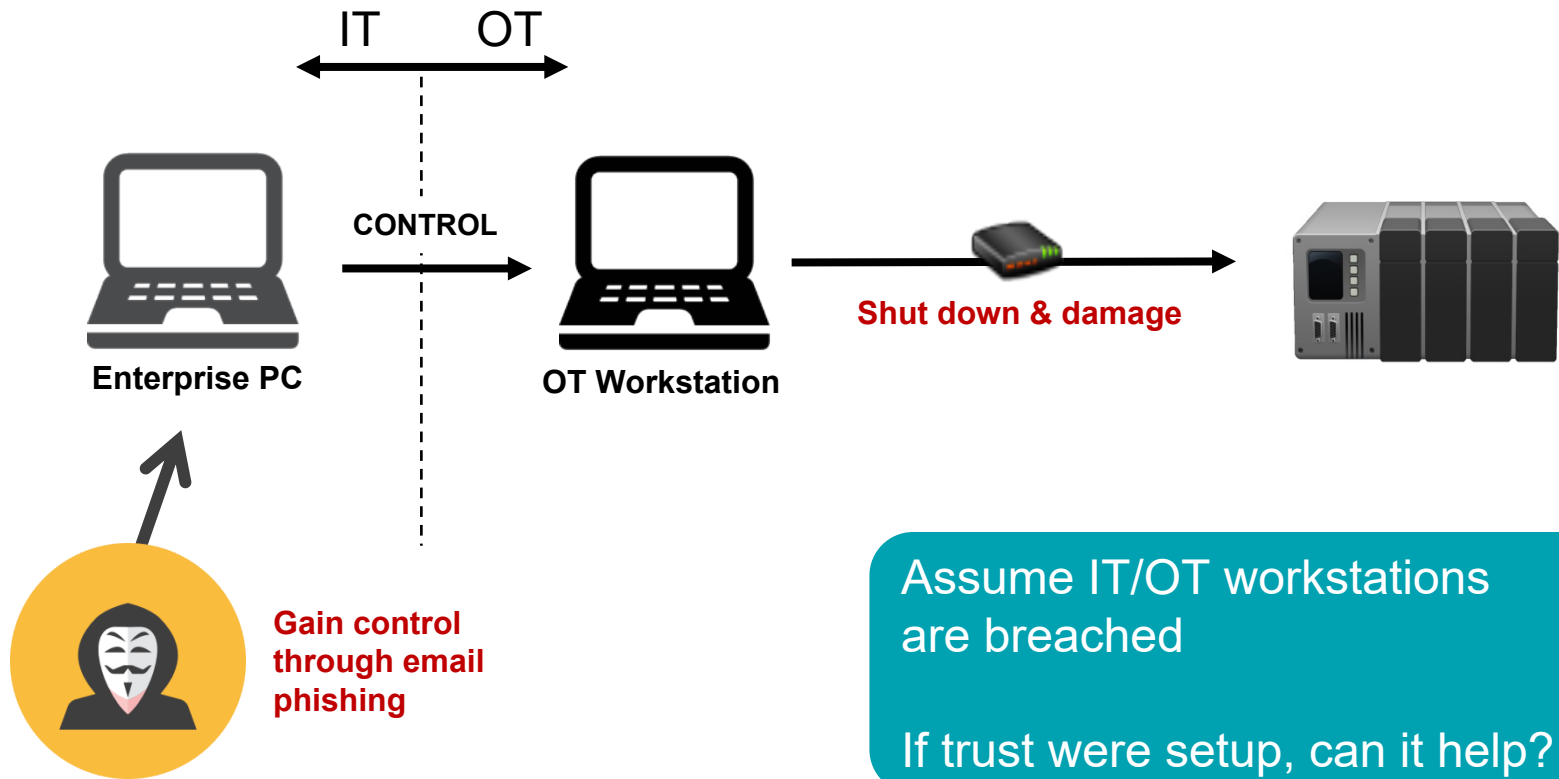 IT OT
CONTROL
Enterprise PC
OT Workstation
Shut down & damage
Gain control
through email
phishing
Assume IT/OT workstations
are breached
If trust were setup, can it help?